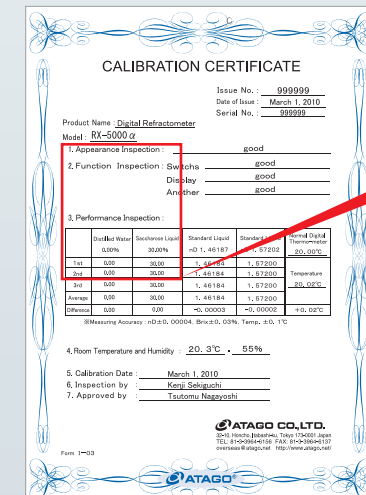 CALIBRATION CERTIFICATE
Issue No. : 999999
Date of Issue : March 1, 2010
Serial No. : 999999
Product Name : Digital Refractometer
Model : RX-5000 α
1. Appearance Inspection : good
2. Function Inspection : Switchs good
Display good
Another good
3. Performance Inspection :
Distilled Water Saccharose Liquid Standard Liquid Standard Normal Digital Thermo-meter
0.00% 30.00% nD 1.46187 1.57202 20.00℃
1st 0.00 30.00 1.46184 1.57200
2nd 0.00 30.00 1.46184 1.57200 Temperature
3rd 0.00 30.00 1.46184 1.57200 20.02℃
Average 0.00 30.00 1.46184 1.57200
Difference 0.00 0.00 -0.00003 -0.00002 +0.02℃
※Measuring Accuracy : nD±0.00004, Brix±0.03%, Temp. ±0.1℃
4. Room Temperature and Humidity : 20.3℃ . 55%
5. Calibration Date : March 1, 2010
6. Inspection by : Kenji Sekiguchi
7. Approved by : Tsutomu Nagayoshi
ATAGO CO.,LTD.
32-10, Honcho, Itabashi-ku, Tokyo 173-0001 Japan
TEL: 81-3-3964-6156 FAX: 81-3-3964-6137
overseas@atago.net http://www.atago.net/
Form 1-03
ATAGO®